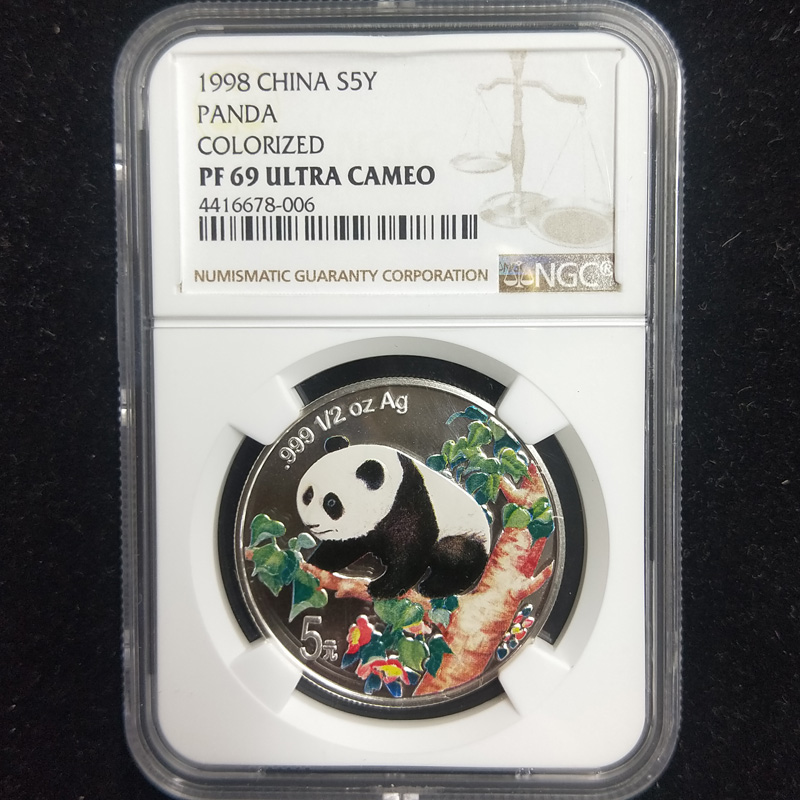 1998 CHINA S5Y
PANDA
COLORIZED
PF 69 ULTRA CAMEO
4416678-006
NUMISMATIC GUARANTY CORPORATION
NGC®
.999 1/2 oz Ag
5元